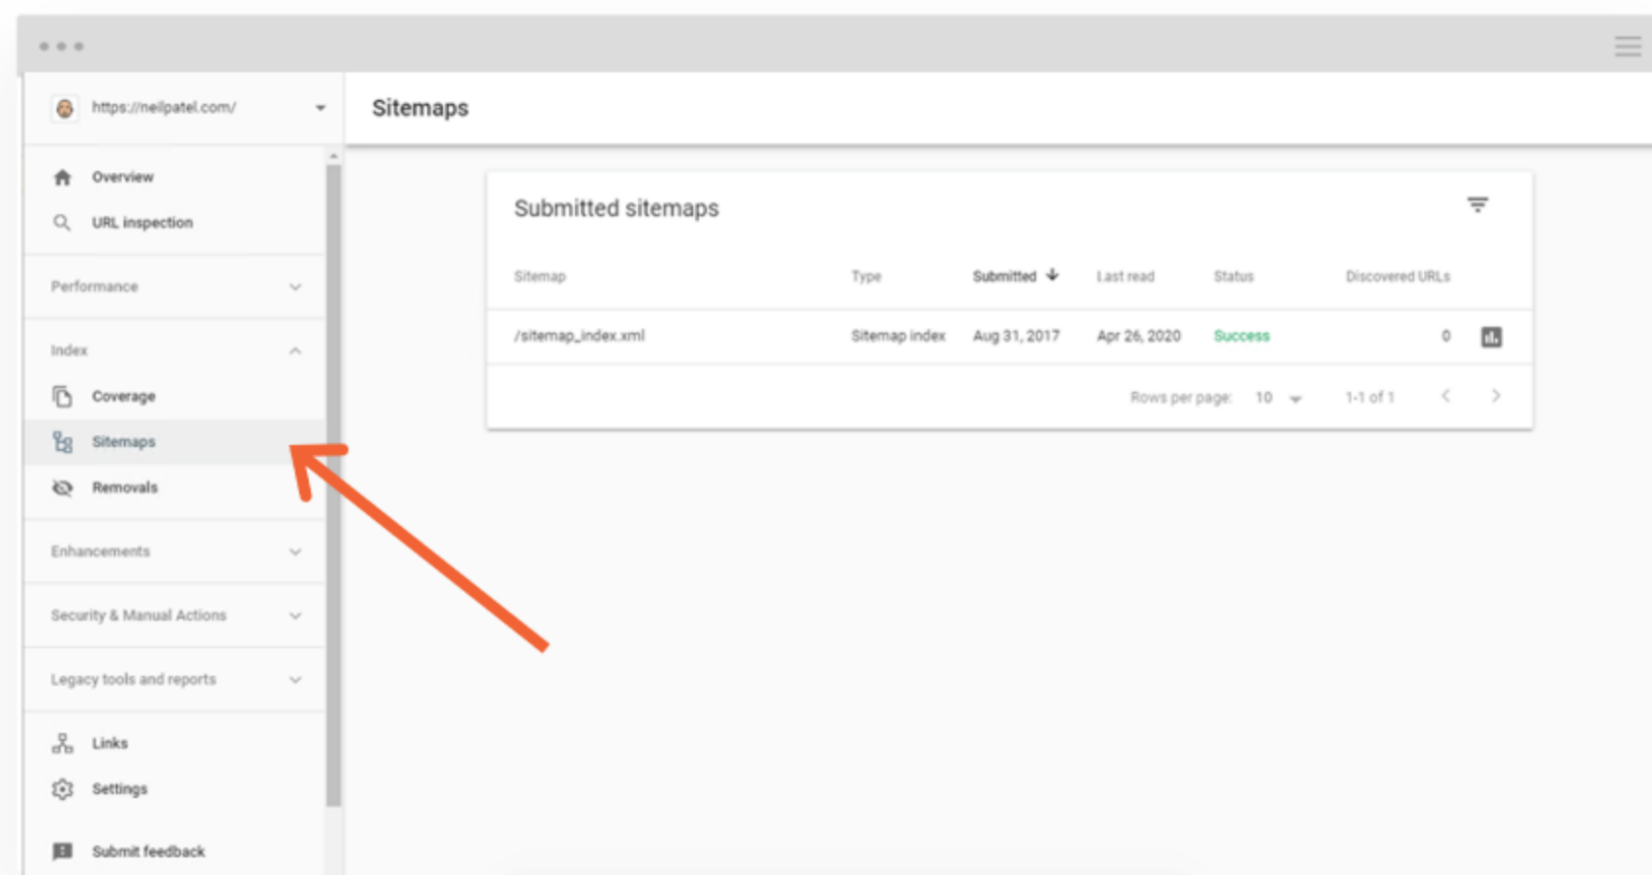 https://neilpatel.com/
Sitemaps
Overview
URL inspection
Performance
Index
Coverage
Sitemaps
Removals
Enhancements
Security & Manual Actions
Legacy tools and reports
Links
Settings
Submit feedback
Submitted sitemaps
Sitemap Type Submitted Last read Status Discovered URLs
/sitemap_index.xml Sitemap index Aug 31, 2017 Apr 26, 2020 Success 0
Rows per page: 10 1-1 of 1